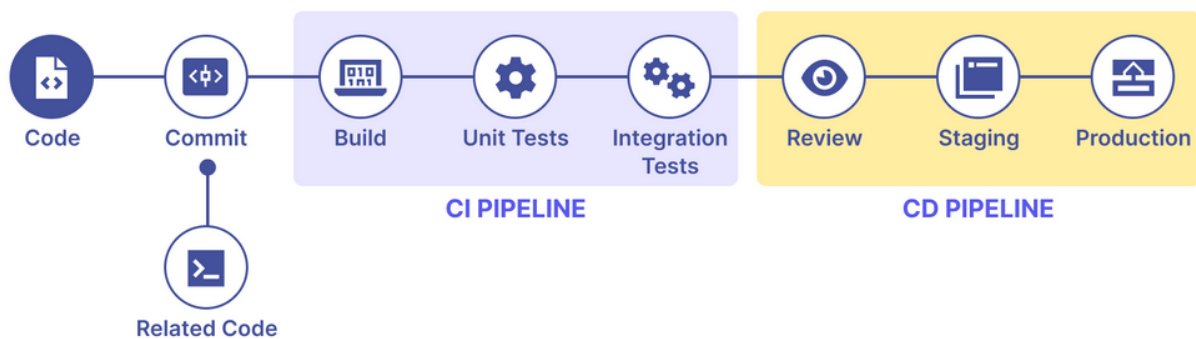 Code
Commit
Build
Unit Tests
Integration
Tests
Review
Staging
Production
CI PIPELINE
CD PIPELINE
Related Code